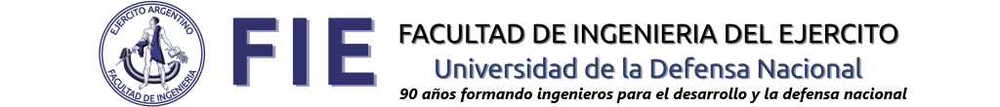 EJERCITO ARGENTINO
FACULTAD DE INGENIERIA
FIE
FACULTAD DE INGENIERIA DEL EJERCITO
Universidad de la Defensa Nacional
90 años formando ingenieros para el desarrollo y la defensa nacional